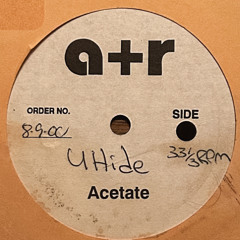 a+r
ORDER NO. SIDE
8-9-00 33 1/3 RPM
U Hide
Acetate